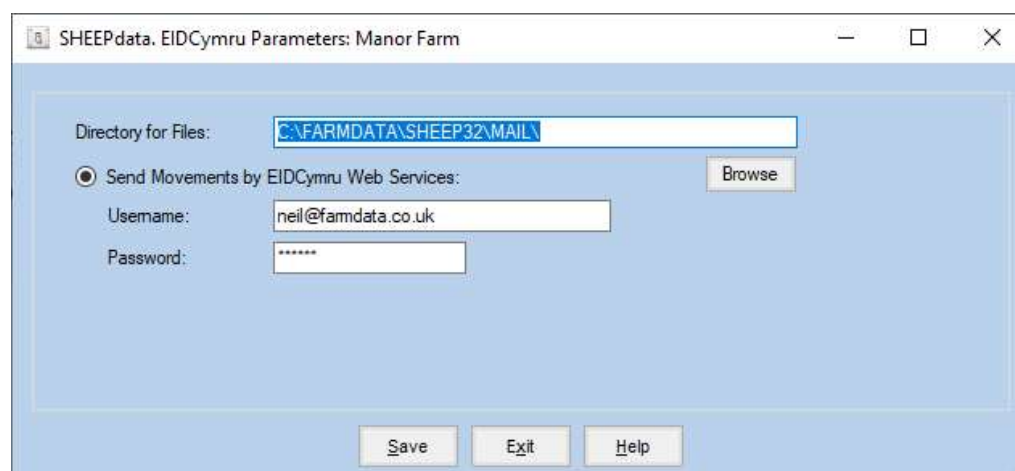 SHEEPdata. EIDCymru Parameters: Manor Farm
Directory for Files: C:\FARMDATA\SHEEP32\MAIL\
Send Movements by EIDCymru Web Services: Browse
Username: neil@farmdata.co.uk
Password: ******
Save Exit Help